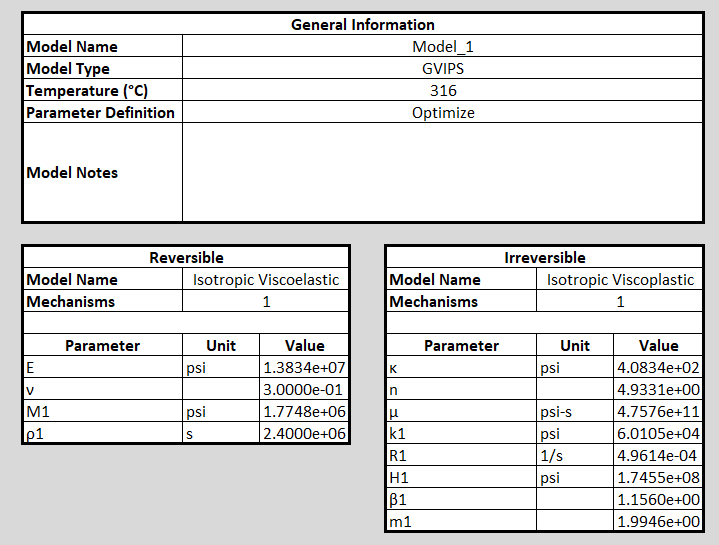 General Information
Model Name Model_1
Model Type GVIPS
Temperature (°C) 316
Parameter Definition Optimize
Model Notes
Reversible
Model Name Isotropic Viscoelastic
Mechanisms 1
Parameter Unit Value
E psi 1.3834e+07
ν 3.0000e-01
M1 psi 1.7748e+06
ρ1 s 2.4000e+06
Irreversible
Model Name Isotropic Viscoplastic
Mechanisms 1
Parameter Unit Value
κ psi 4.0834e+02
n 4.9331e+00
μ psi-s 4.7576e+11
k1 psi 6.0105e+04
R1 1/s 4.9614e-04
H1 psi 1.7455e+08
β1 1.1560e+00
m1 1.9946e+00